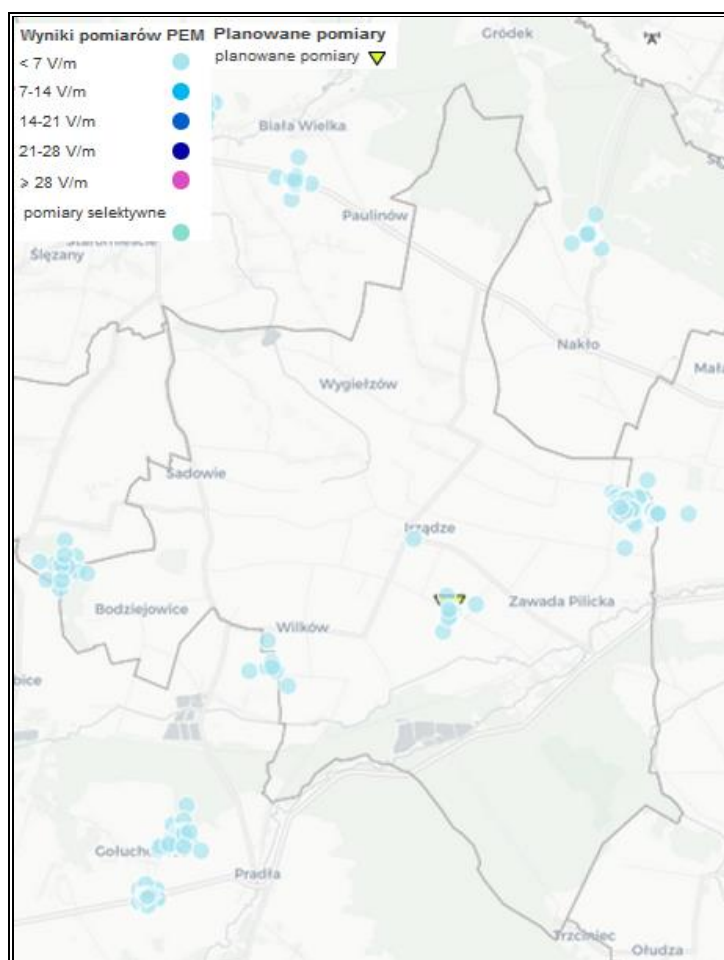 Wyniki pomiarów PEM
< 7 V/m
7-14 V/m
14-21 V/m
21-28 V/m
≥ 28 V/m
pomiary selektywne
Planowane pomiary
planowane pomiary
Gródek
Biała Wielka
Paulinów
Ślęzany
Nakło
Wygiełzów
Sadowie
Irządze
Bodziejowice
Wilków
Zawada Pilicka
Pradła
Trzciniec
Ołudza